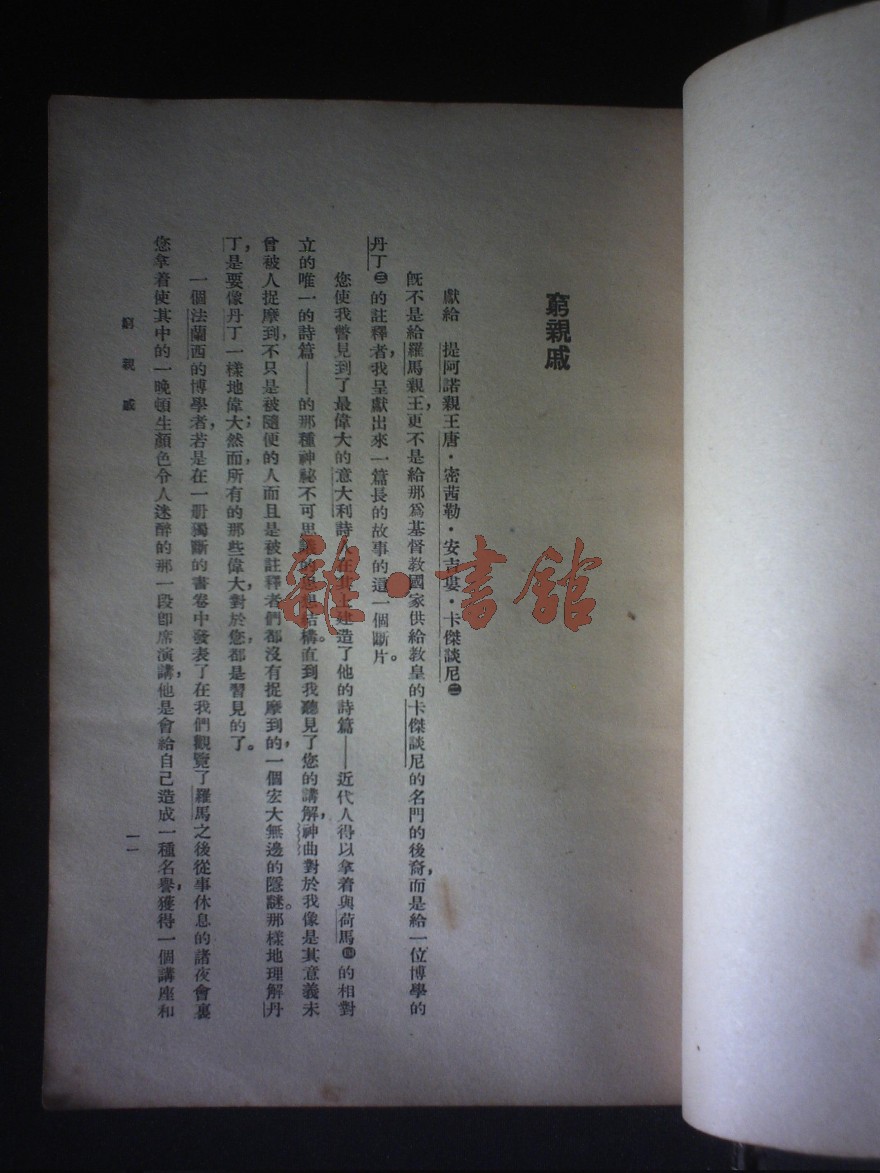 窮親戚
獻給 提阿諾親王唐·密茜勒·安吉婁·卡傑談尼㊁
既不是給羅馬親王，更不是給那爲基督教國家供給教皇的卡傑談尼的名門的後裔，而是給一位博學的
丹丁㊂的註釋者，我呈獻出來一篇長的故事的這一個斷片。
您使我瞥見到了最偉大的意大利詩人在其上建造了他的詩篇——近代人得以拿着與荷馬㊃的相對
立的唯一的詩篇——的那種神祕不可思議的思想結構。直到我聽見了您的講解，神曲對於我像是其意義未
曾被人捉摩到，不只是被隨便的人而且是被註釋者們都沒有捉摩到的，一個宏大無邊的隱謎。那樣地理解丹
丁，是要像丹丁一樣地偉大；然而，所有的那些偉大，對於您，都是習見的了。
一個法蘭西的博學者，若是在一册獨斷的書卷中發表了在我們觀覽了羅馬之後從事休息的諸夜會裏
您拿着使其中的一晚頓生顏色令人迷醉的那一段卽席演講，他是會給自己造成一種名譽，獲得一個講座和
窮親戚
一一
雜·書館